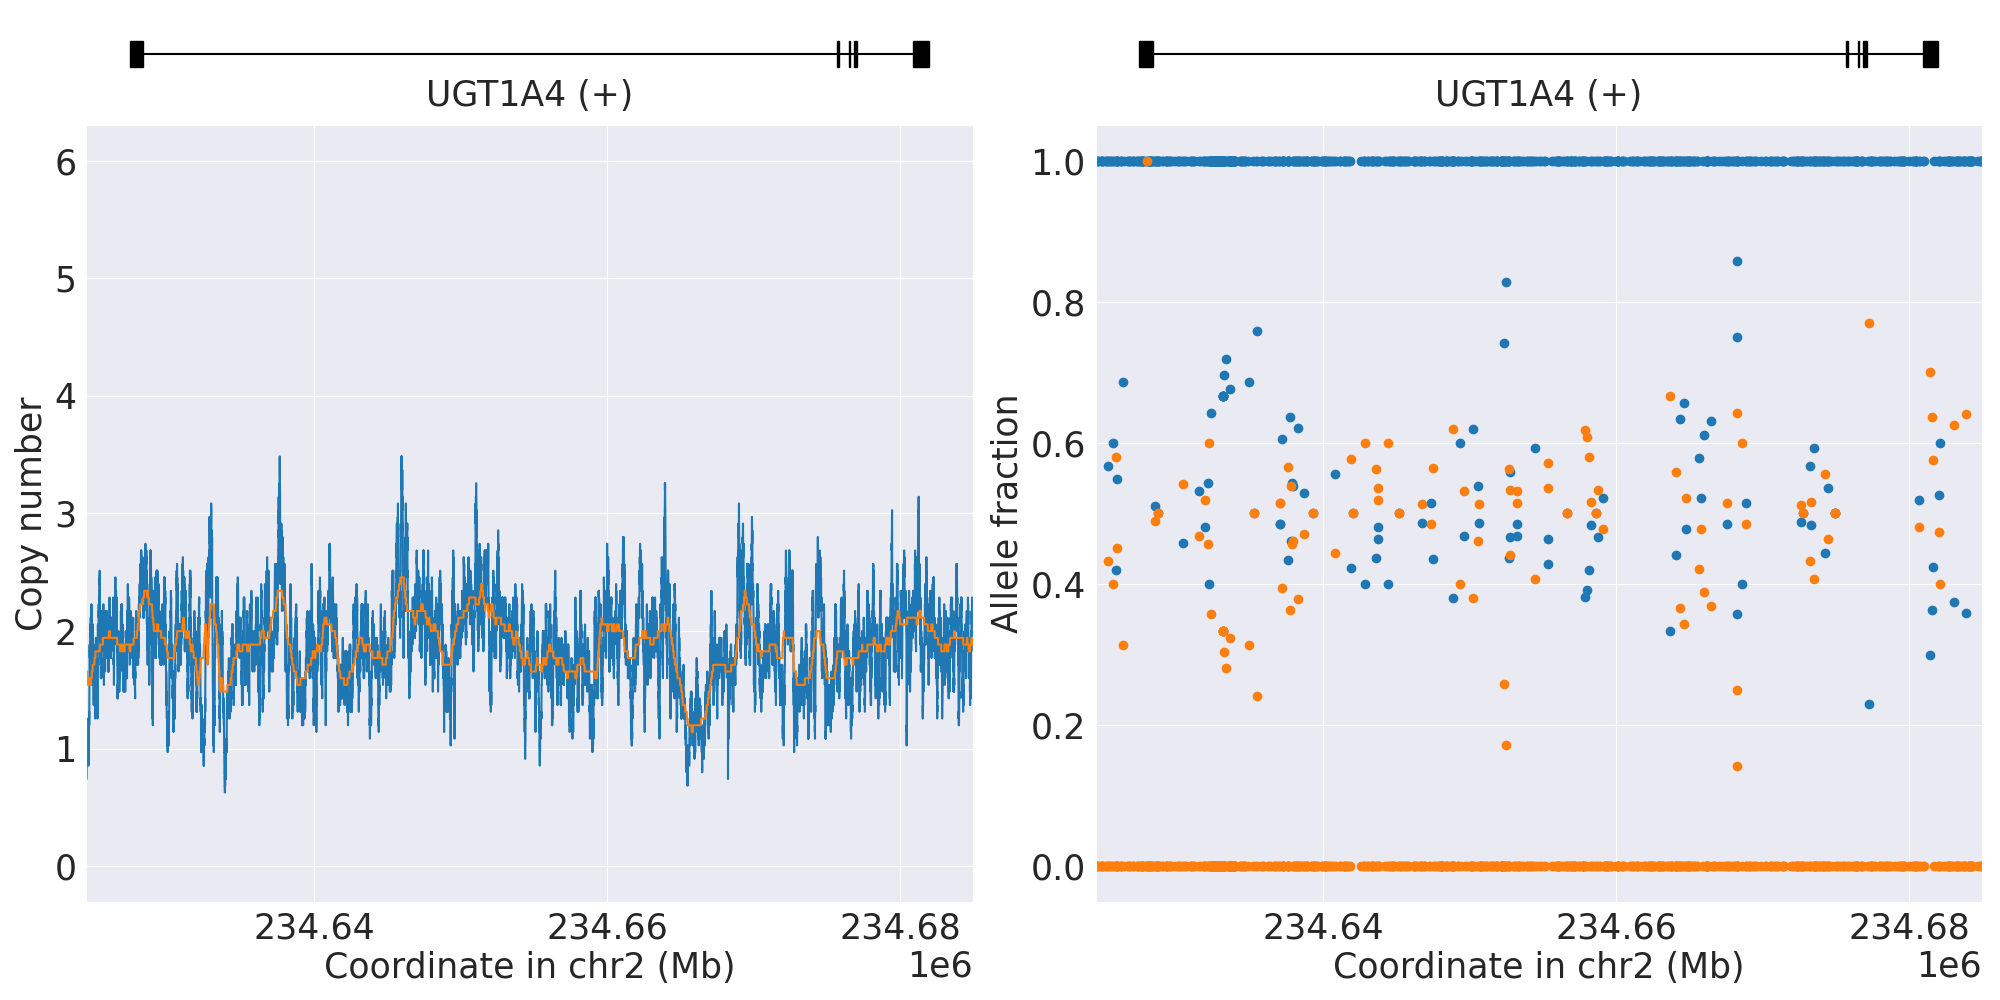 UGT1A4 (+)
6
5
4
3
2
1
0
Copy number
234.64 234.66 234.68
Coordinate in chr2 (Mb)
1e6
UGT1A4 (+)
1.0
0.8
0.6
0.4
0.2
0.0
Allele fraction
234.64 234.66 234.68
Coordinate in chr2 (Mb)
1e6